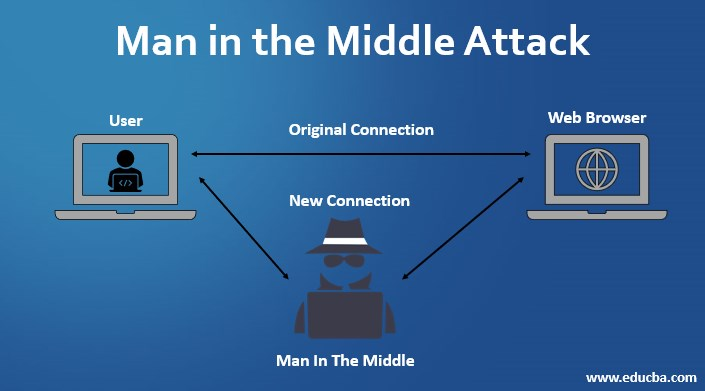 Man in the Middle Attack
User
Original Connection
Web Browser
New Connection
Man In The Middle
www.educba.com